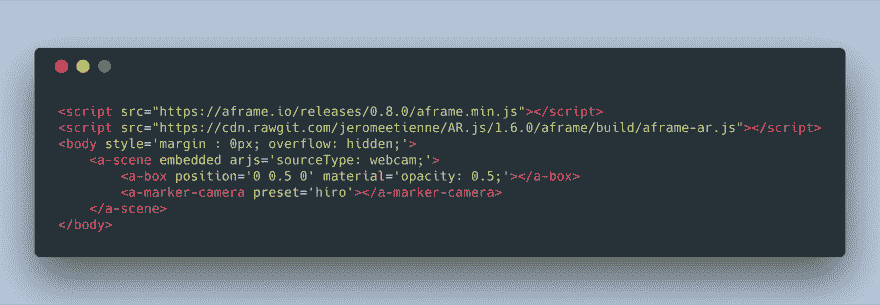 <script src="https://aframe.io/releases/0.8.0/aframe.min.js"></script>
<script src="https://cdn.rawgit.com/jeromeetienne/AR.js/1.6.0/aframe/build/aframe-ar.js"></script>
<body style='margin : 0px; overflow: hidden;'>
    <a-scene embedded arjs='sourceType: webcam;'>
        <a-box position='0 0.5 0' material='opacity: 0.5;'></a-box>
        <a-marker-camera preset='hiro'></a-marker-camera>
    </a-scene>
</body>